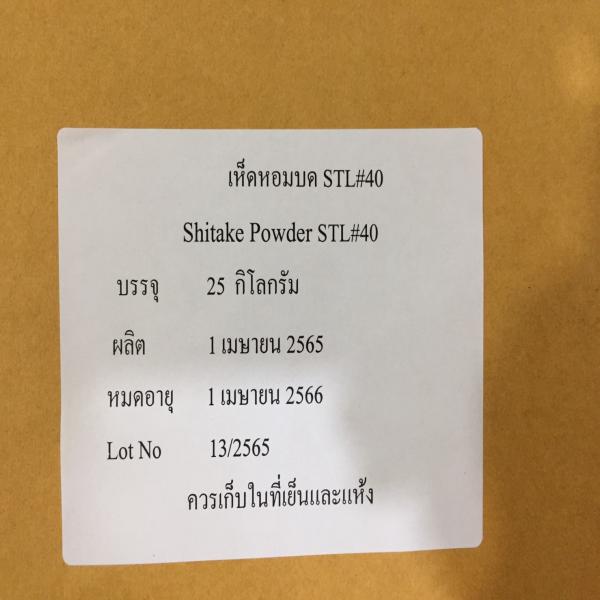 เห็ดหอมบด STL#40
Shitake Powder STL#40
บรรจุ 25 กิโลกรัม
ผลิต 1 เมษายน 2565
หมดอายุ 1 เมษายน 2566
Lot No 13/2565
ควรเก็บในที่เย็นและแห้ง